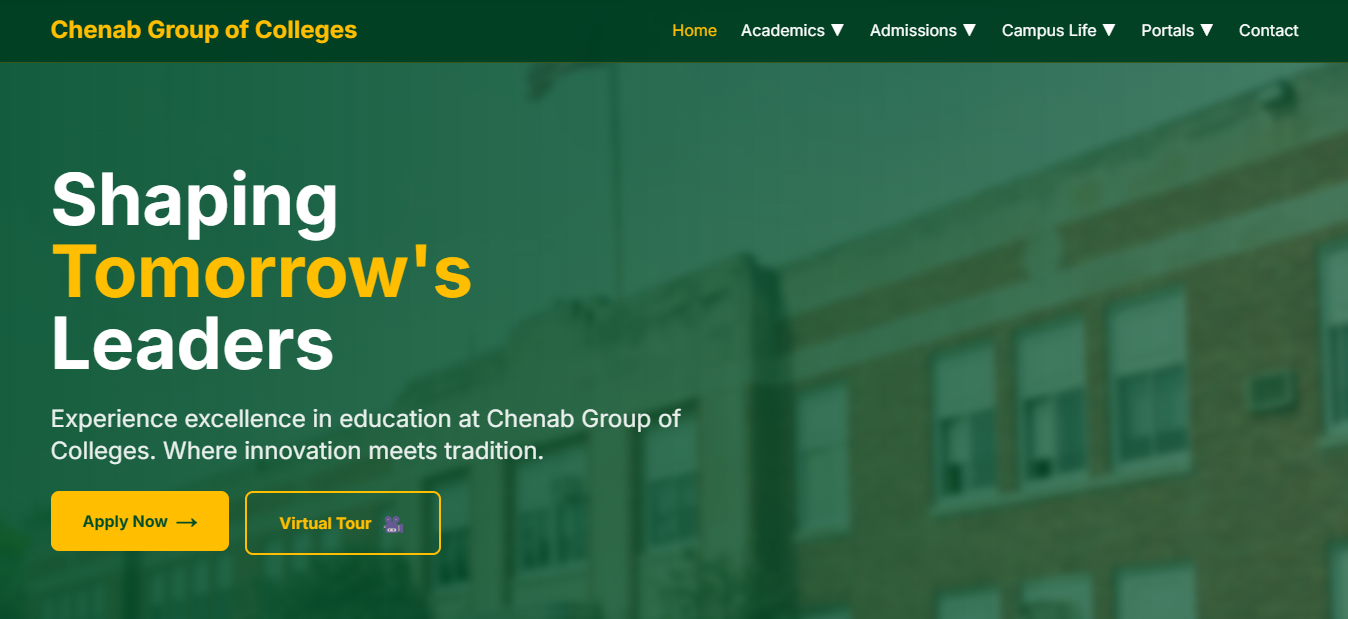 Chenab Group of Colleges
Home Academics ▼ Admissions ▼ Campus Life ▼ Portals ▼ Contact
Shaping
Tomorrow's
Leaders
Experience excellence in education at Chenab Group of
Colleges. Where innovation meets tradition.
Apply Now →
Virtual Tour 🎥